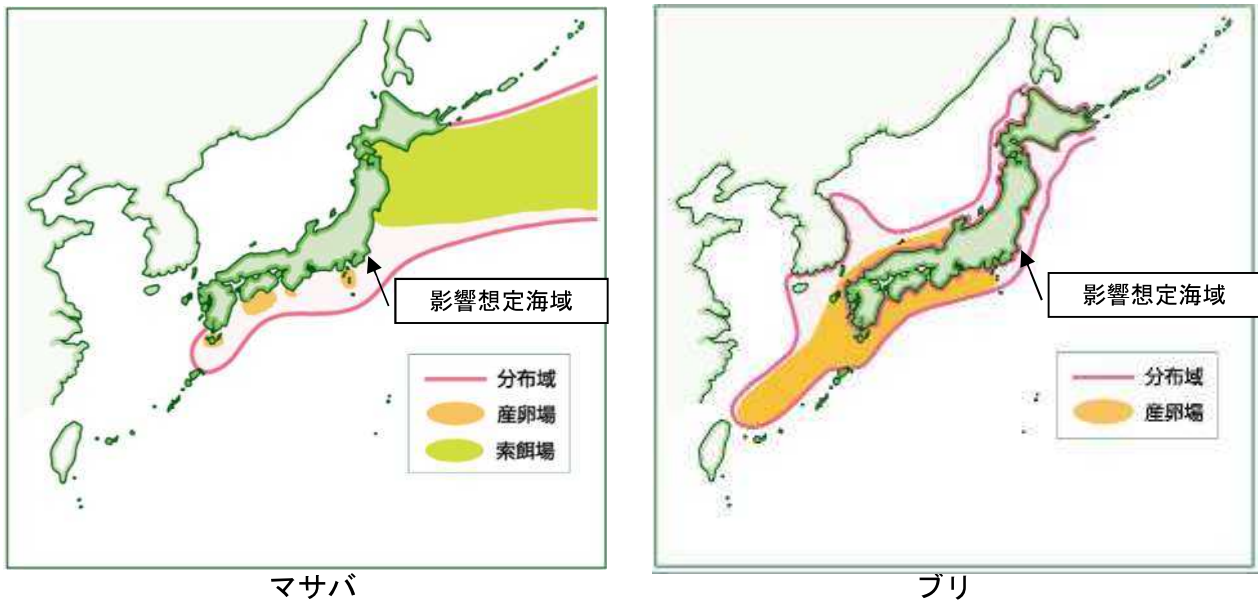 影響想定海域
分布域
産卵場
索餌場
マサバ
影響想定海域
分布域
産卵場
ブリ